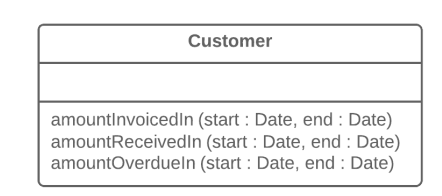 Customer
amountInvoicedIn (start : Date, end : Date)
amountReceivedIn (start : Date, end : Date)
amountOverdueIn (start : Date, end : Date)